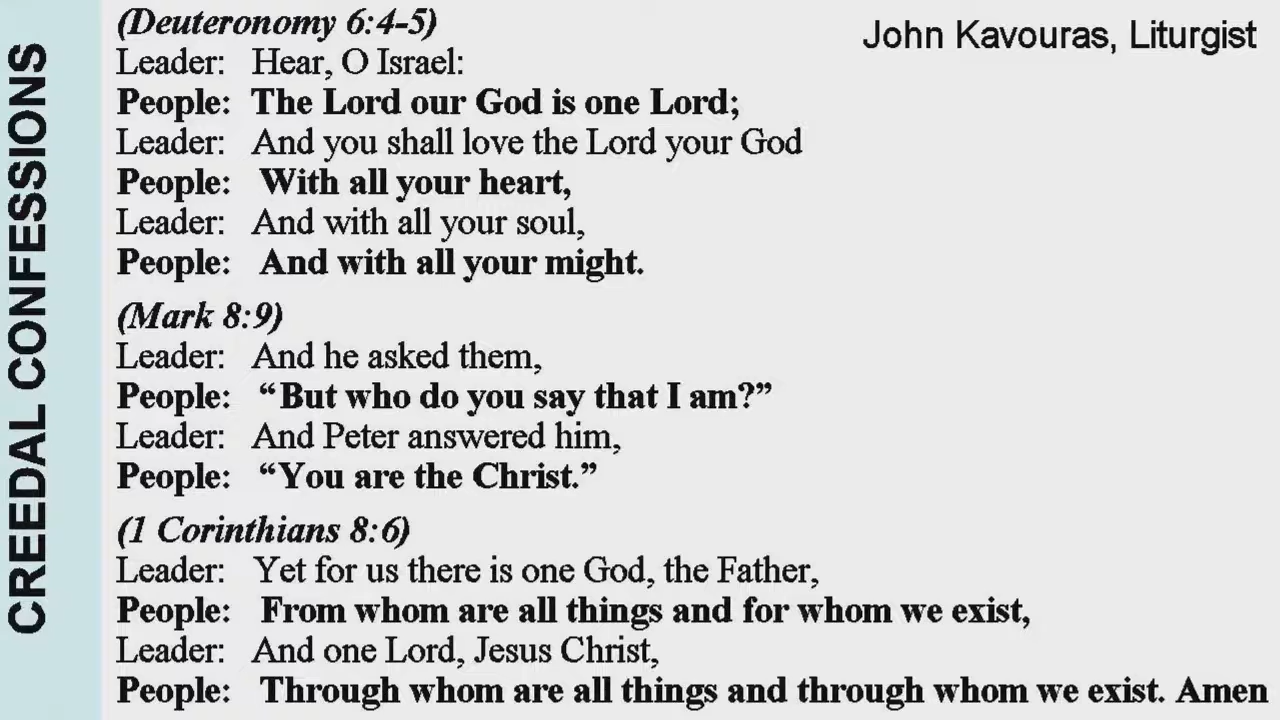 CREEDAL CONFESSIONS
John Kavouras, Liturgist
(Deuteronomy 6:4-5)
Leader: Hear, O Israel:
People: The Lord our God is one Lord;
Leader: And you shall love the Lord your God
People: With all your heart,
Leader: And with all your soul,
People: And with all your might.
(Mark 8:9)
Leader: And he asked them,
People: “But who do you say that I am?”
Leader: And Peter answered him,
People: “You are the Christ.”
(1 Corinthians 8:6)
Leader: Yet for us there is one God, the Father,
People: From whom are all things and for whom we exist,
Leader: And one Lord, Jesus Christ,
People: Through whom are all things and through whom we exist. Amen